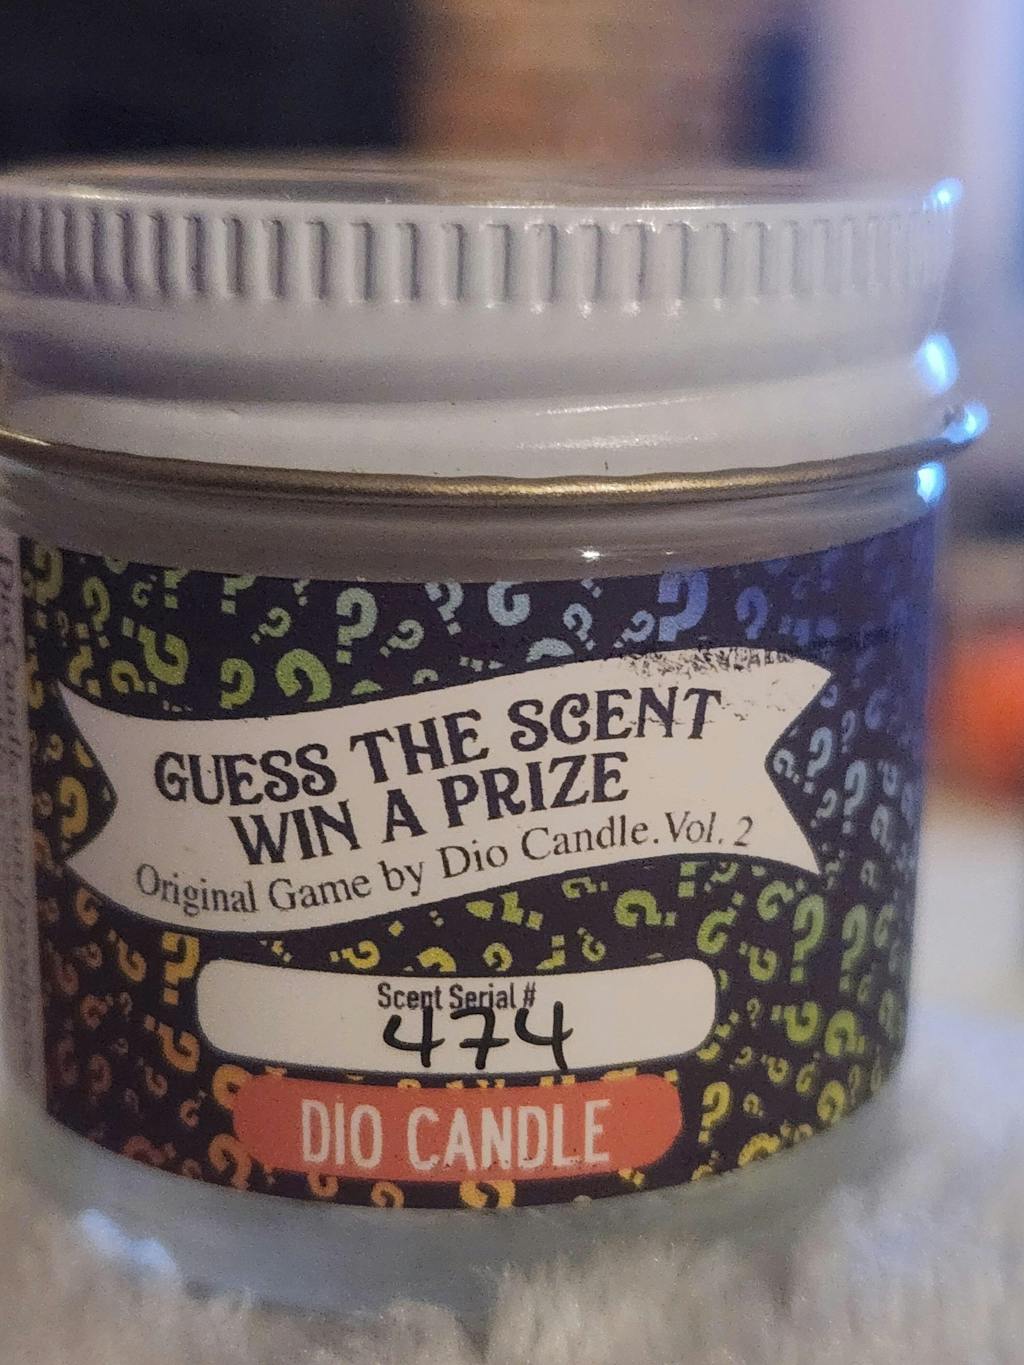 GUESS THE SCENT
WIN A PRIZE
Original Game by Dio Candle. Vol. 2
Scent Serial #
474
DIO CANDLE